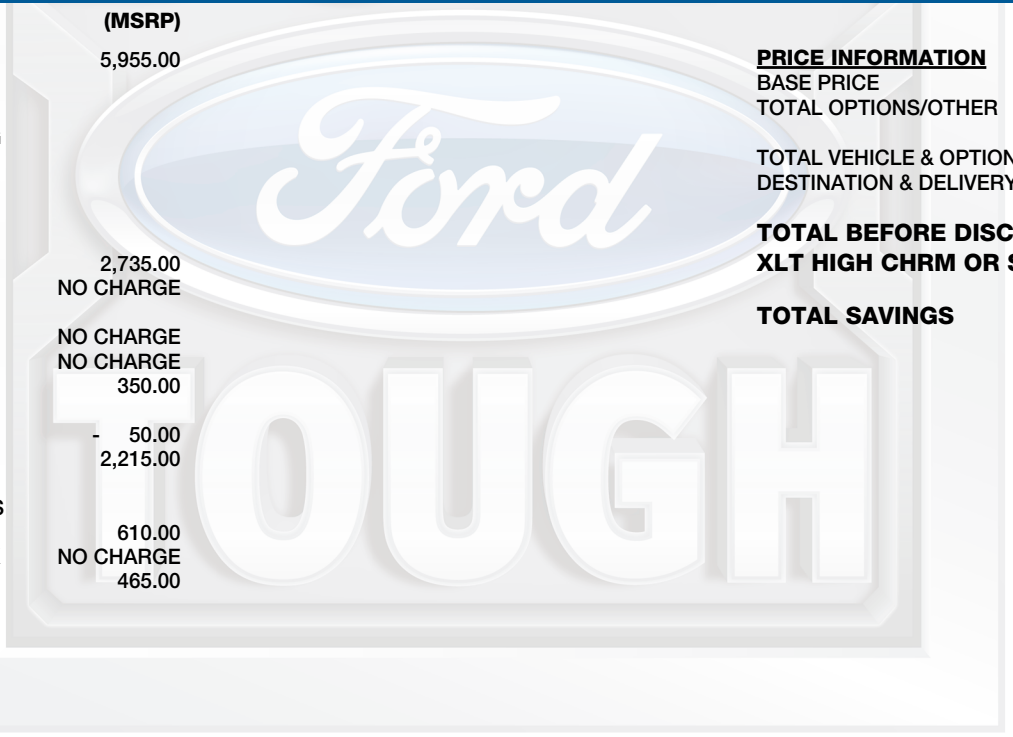 (MSRP)
5,955.00
2,735.00
NO CHARGE
NO CHARGE
NO CHARGE
350.00
- 50.00
2,215.00
S
610.00
NO CHARGE
465.00
PRICE INFORMATION
BASE PRICE
TOTAL OPTIONS/OTHER
TOTAL VEHICLE & OPTION
DESTINATION & DELIVERY
TOTAL BEFORE DISC
XLT HIGH CHRM OR S
TOTAL SAVINGS
Ford
TOUGH